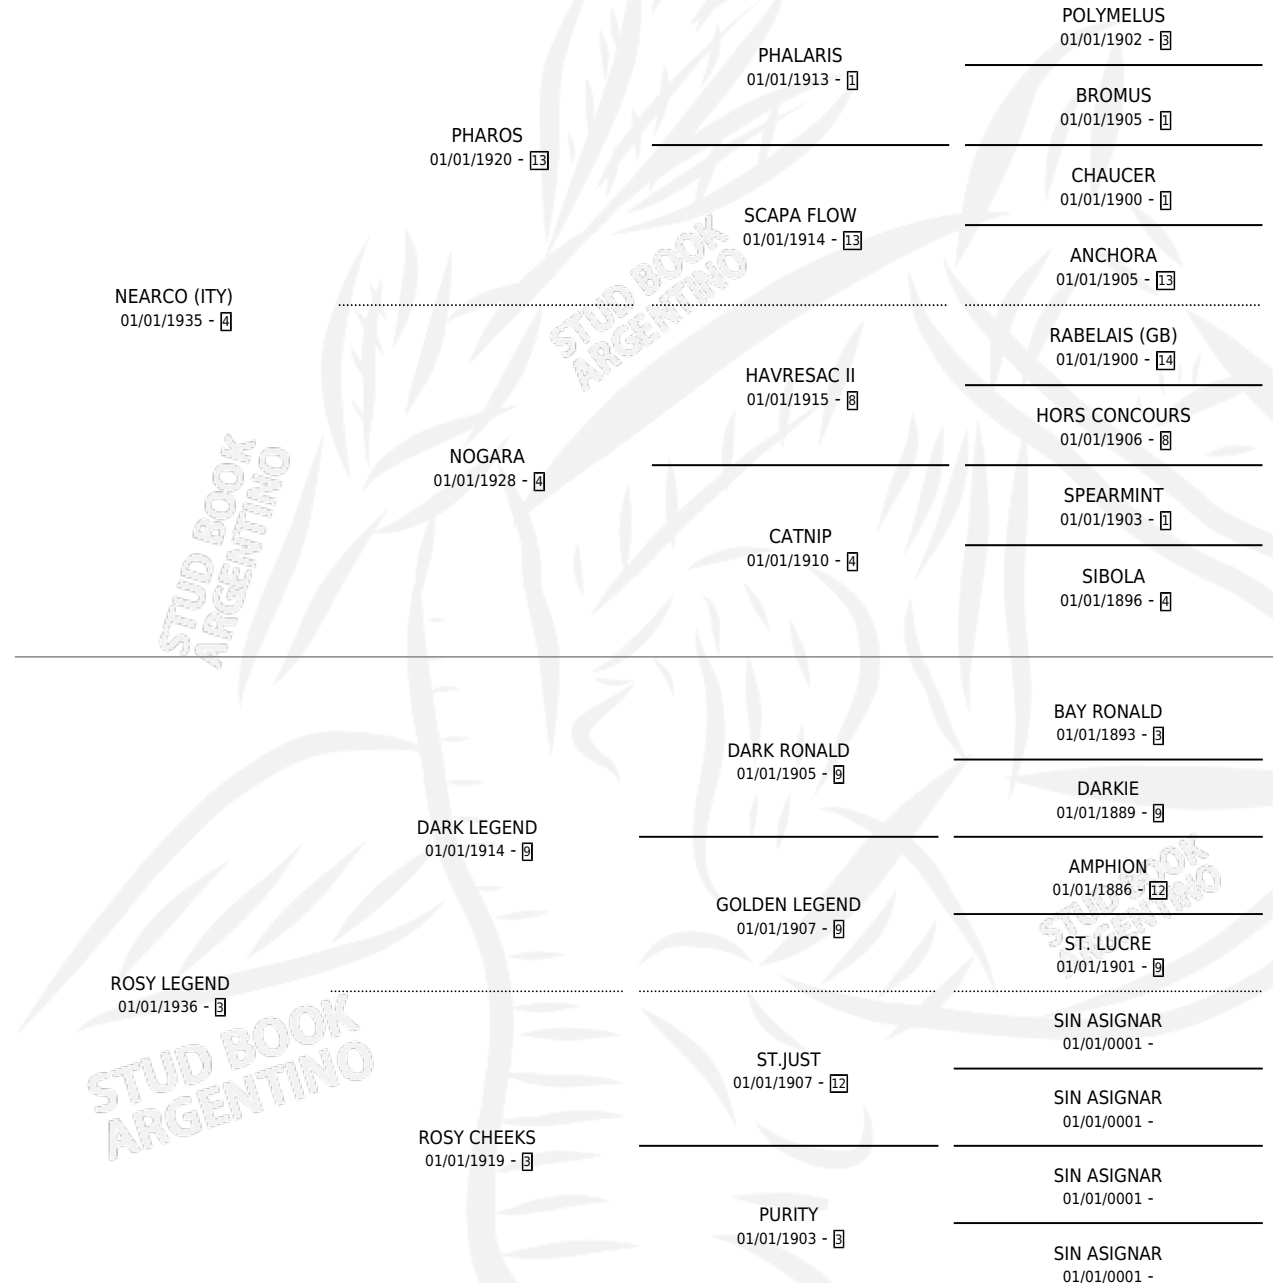 POLYMELUS
01/01/1902 - 3
PHALARIS
01/01/1913 - 1
BROMUS
01/01/1905 - 1
PHAROS
01/01/1920 - 13
CHAUCER
01/01/1900 - 1
SCAPA FLOW
01/01/1914 - 13
ANCHORA
01/01/1905 - 13
NEARCO (ITY)
01/01/1935 - 4
RABELAIS (GB)
01/01/1900 - 14
HAVRESAC II
01/01/1915 - 8
HORS CONCOURS
01/01/1906 - 8
NOGARA
01/01/1928 - 4
SPEARMINT
01/01/1903 - 1
CATNIP
01/01/1910 - 4
SIBOLA
01/01/1896 - 4
BAY RONALD
01/01/1893 - 3
DARK RONALD
01/01/1905 - 9
DARKIE
01/01/1889 - 9
DARK LEGEND
01/01/1914 - 9
AMPHION
01/01/1886 - 12
GOLDEN LEGEND
01/01/1907 - 9
ST. LUCRE
01/01/1901 - 9
ROSY LEGEND
01/01/1936 - 3
SIN ASIGNAR
01/01/0001 -
ST.JUST
01/01/1907 - 12
SIN ASIGNAR
01/01/0001 -
ROSY CHEEKS
01/01/1919 - 3
SIN ASIGNAR
01/01/0001 -
PURITY
01/01/1903 - 3
SIN ASIGNAR
01/01/0001 -
STUD BOOK
ARGENTINO
STUD BOOK
ARGENTINO
STUD BOOK
ARGENTINO
STUD BOOK
ARGENTINO